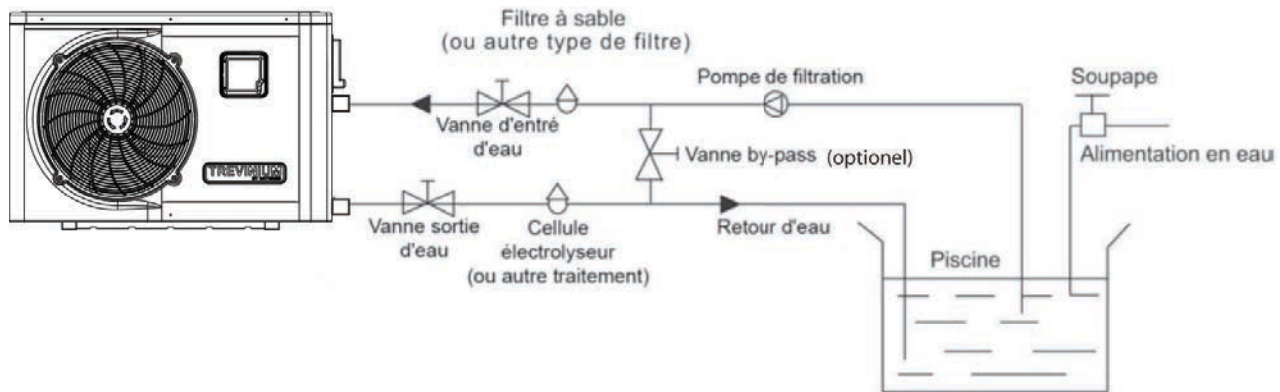 Filtre à sable
(ou autre type de filtre)
Pompe de filtration
Soupape
Vanne d'entré
d'eau
Vanne by-pass (optionel)
Alimentation en eau
TREVINIUM
Vanne sortie
d'eau
Cellule
électrolyseur
(ou autre traitement)
Retour d'eau
Piscine